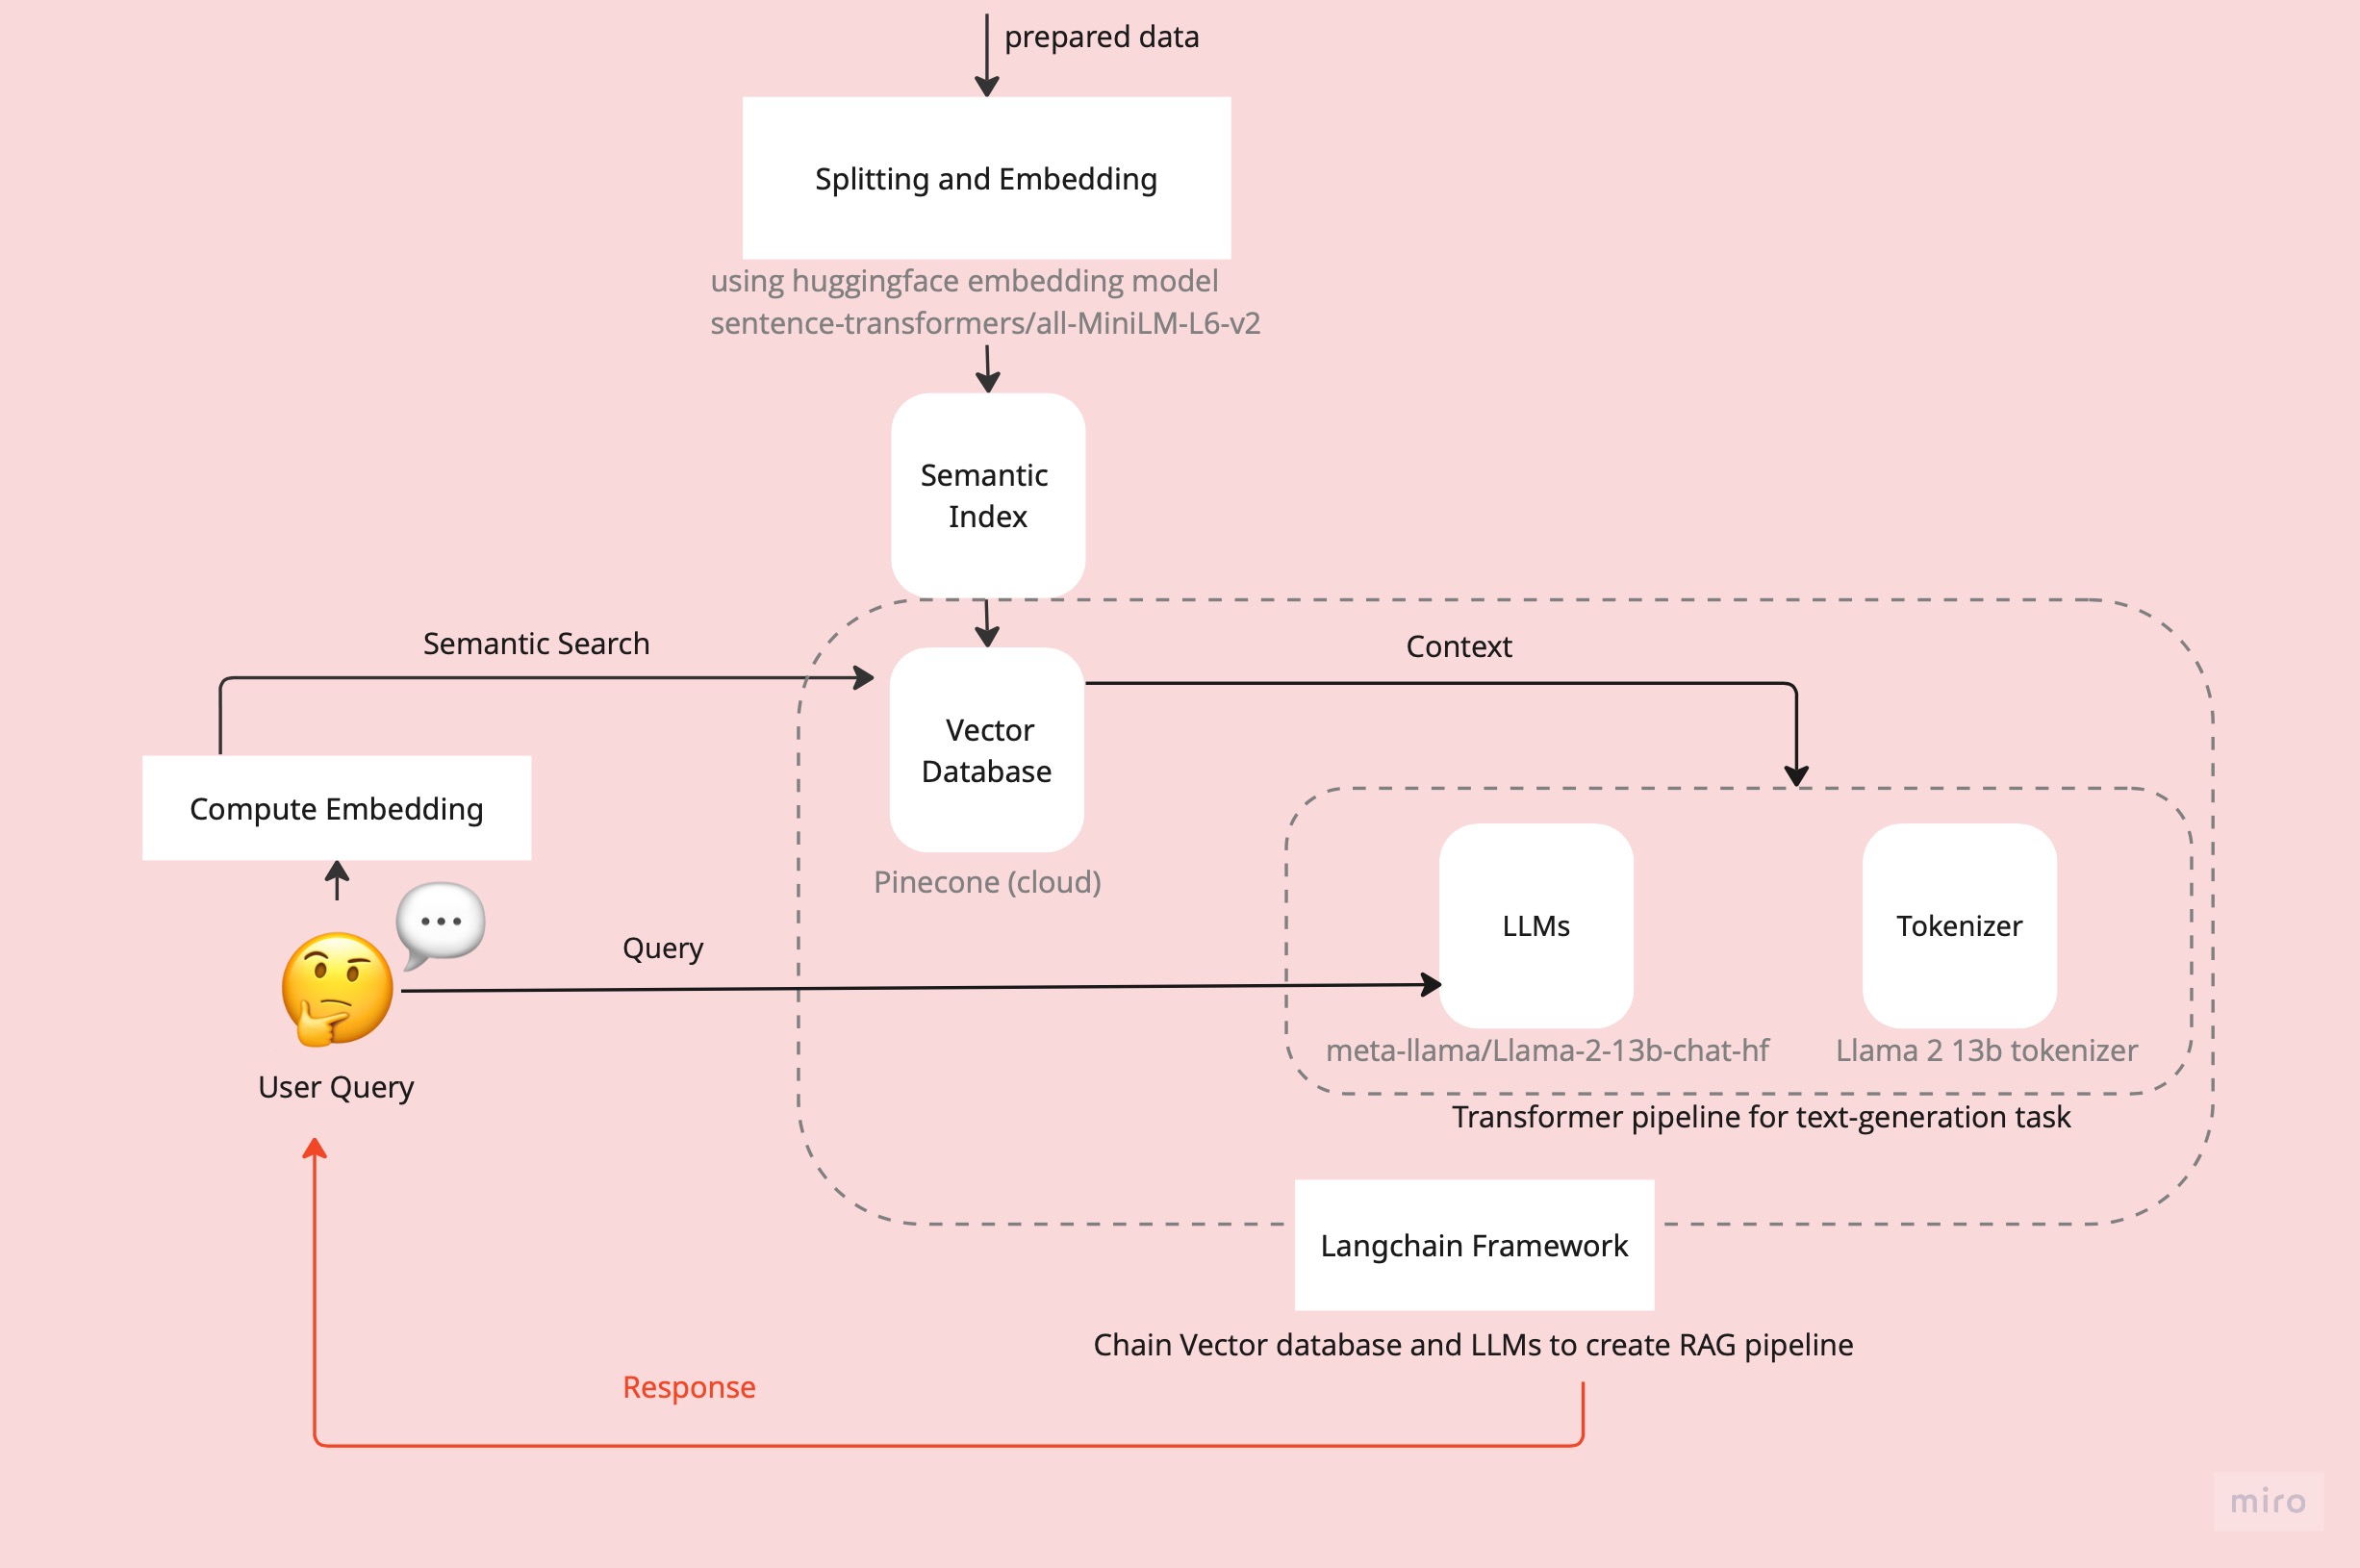 prepared data
Splitting and Embedding
using huggingface embedding model
sentence-transformers/all-MiniLM-L6-v2
Semantic
Index
Semantic Search
Context
Vector
Database
Compute Embedding
Pinecone (cloud)
LLMs
Tokenizer
Query
meta-llama/Llama-2-13b-chat-hf
Llama 2 13b tokenizer
User Query
Transformer pipeline for text-generation task
Langchain Framework
Chain Vector database and LLMs to create RAG pipeline
Response
miro